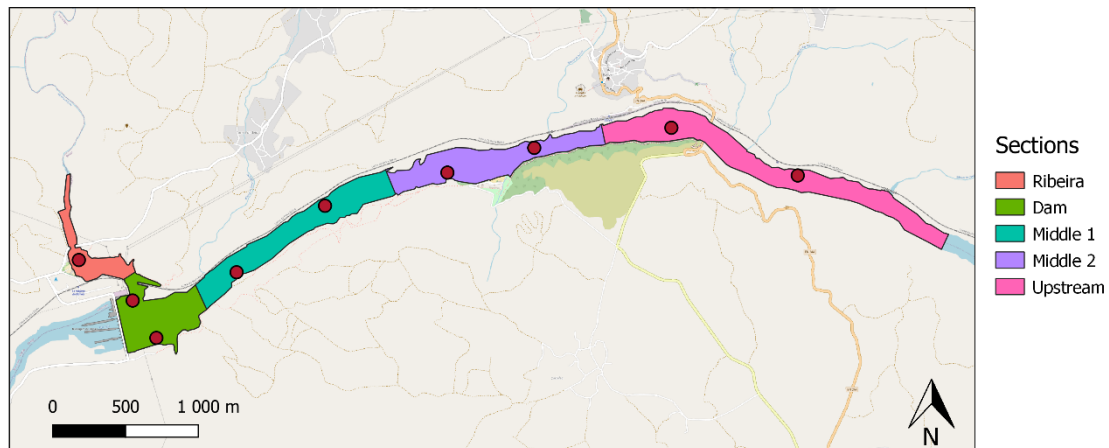 Sections
Ribeira
Dam
Middle 1
Middle 2
Upstream
0 500 1 000 m
N